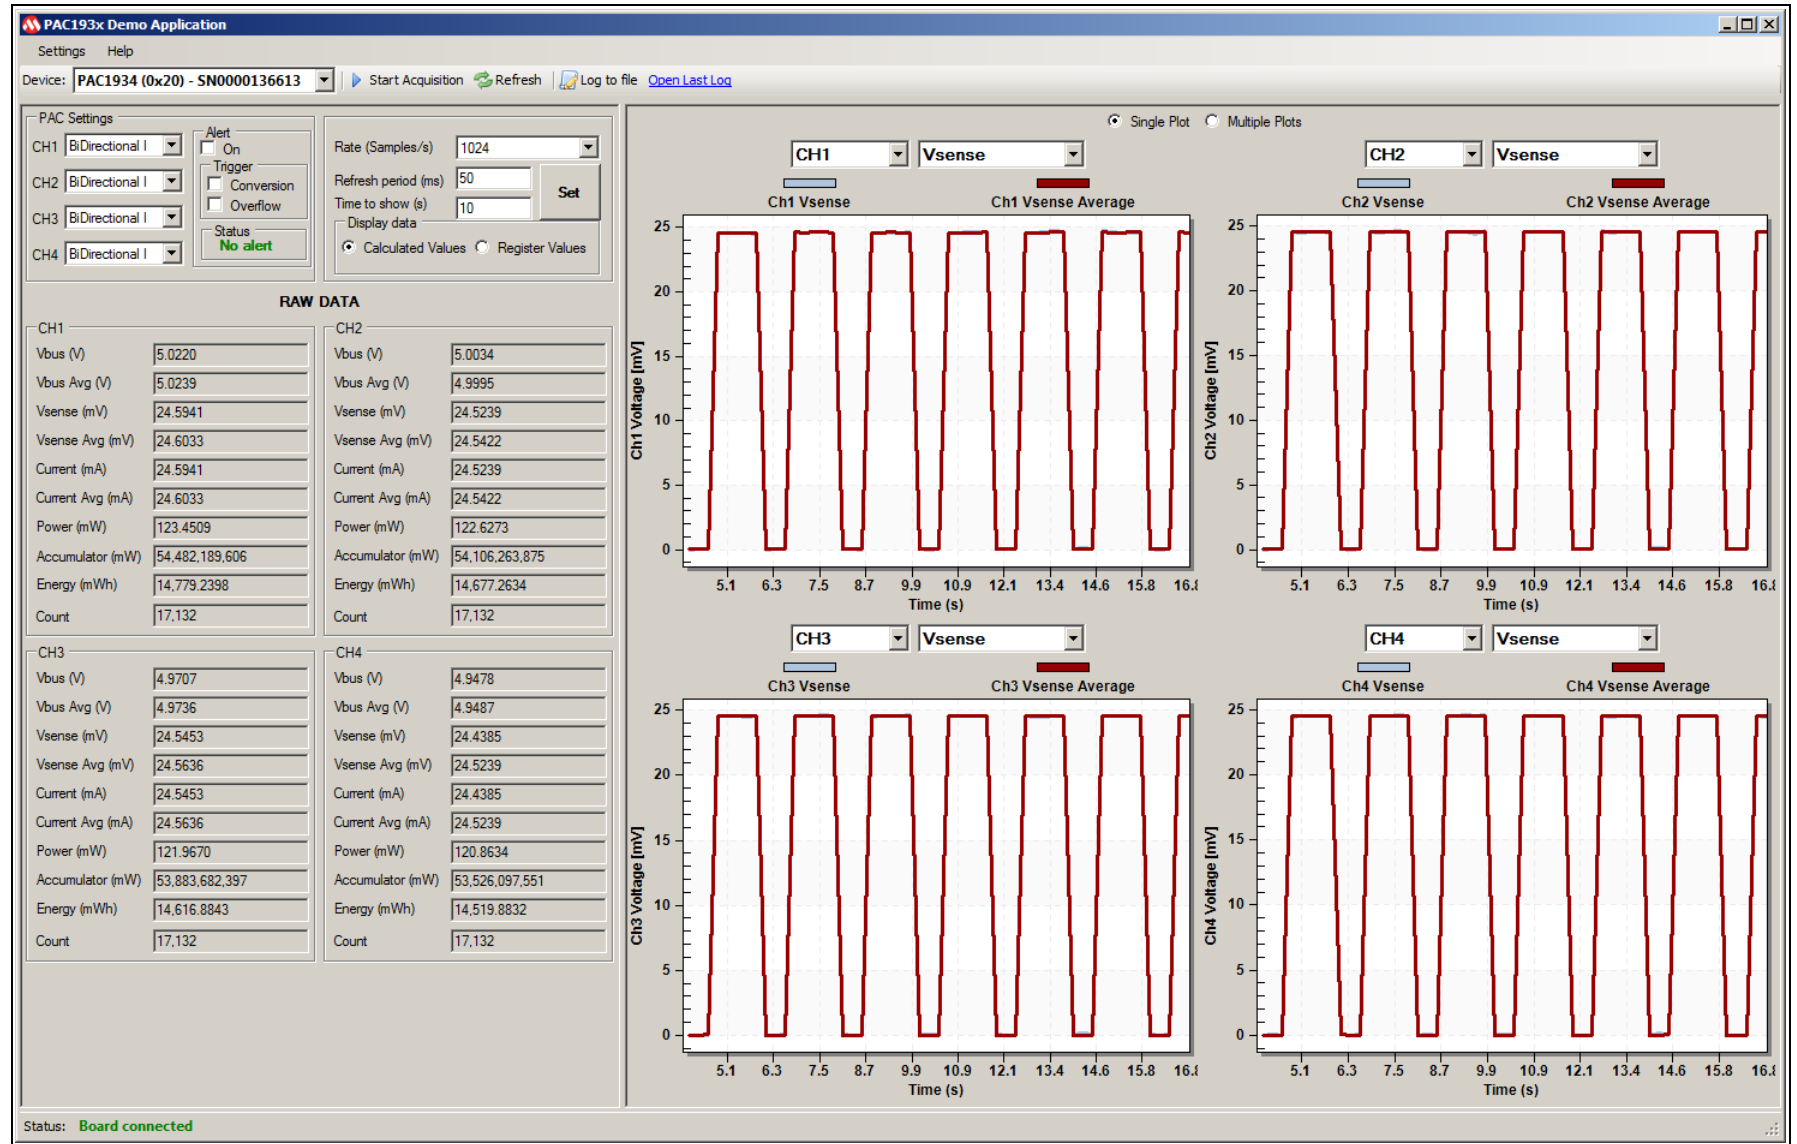 PAC193x Demo Application
Settings Help
Device: PAC1934 (0x20) - SN0000136613 Start Acquisition Refresh Log to file Open Last Log
PAC Settings
CH1 BiDirectional I
CH2 BiDirectional I
CH3 BiDirectional I
CH4 BiDirectional I
Alert
On
Trigger
Conversion
Overflow
Status
No alert
Rate (Samples/s) 1024
Refresh period (ms) 50
Time to show (s) 10
Set
Display data
Calculated Values Register Values
RAW DATA
CH1
Vbus (V) 5.0220
Vbus Avg (V) 5.0239
Vsense (mV) 24.5941
Vsense Avg (mV) 24.6033
Current (mA) 24.5941
Current Avg (mA) 24.6033
Power (mW) 123.4509
Accumulator (mW) 54,482,189,606
Energy (mWh) 14,779.2398
Count 17,132
CH2
Vbus (V) 5.0034
Vbus Avg (V) 4.9995
Vsense (mV) 24.5239
Vsense Avg (mV) 24.5422
Current (mA) 24.5239
Current Avg (mA) 24.5422
Power (mW) 122.6273
Accumulator (mW) 54,106,263,875
Energy (mWh) 14,677.2634
Count 17,132
CH3
Vbus (V) 4.9707
Vbus Avg (V) 4.9736
Vsense (mV) 24.5453
Vsense Avg (mV) 24.5636
Current (mA) 24.5453
Current Avg (mA) 24.5636
Power (mW) 121.9670
Accumulator (mW) 53,883,682,397
Energy (mWh) 14,616.8843
Count 17,132
CH4
Vbus (V) 4.9478
Vbus Avg (V) 4.9487
Vsense (mV) 24.4385
Vsense Avg (mV) 24.5239
Current (mA) 24.4385
Current Avg (mA) 24.5239
Power (mW) 120.8634
Accumulator (mW) 53,526,097,551
Energy (mWh) 14,519.8832
Count 17,132
Single Plot Multiple Plots
CH1 Vsense
Ch1 Vsense Ch1 Vsense Average
Ch1 Voltage [mV]
25
20
15
10
5
0
5.1 6.3 7.5 8.7 9.9 10.9 12.1 13.4 14.6 15.8 16.8
Time (s)
CH2 Vsense
Ch2 Vsense Ch2 Vsense Average
Ch2 Voltage [mV]
25
20
15
10
5
0
5.1 6.3 7.5 8.7 9.9 10.9 12.1 13.4 14.6 15.8 16.8
Time (s)
CH3 Vsense
Ch3 Vsense Ch3 Vsense Average
Ch3 Voltage [mV]
25
20
15
10
5
0
5.1 6.3 7.5 8.7 9.9 10.9 12.1 13.4 14.6 15.8 16.8
Time (s)
CH4 Vsense
Ch4 Vsense Ch4 Vsense Average
Ch4 Voltage [mV]
25
20
15
10
5
0
5.1 6.3 7.5 8.7 9.9 10.9 12.1 13.4 14.6 15.8 16.8
Time (s)
Status: Board connected